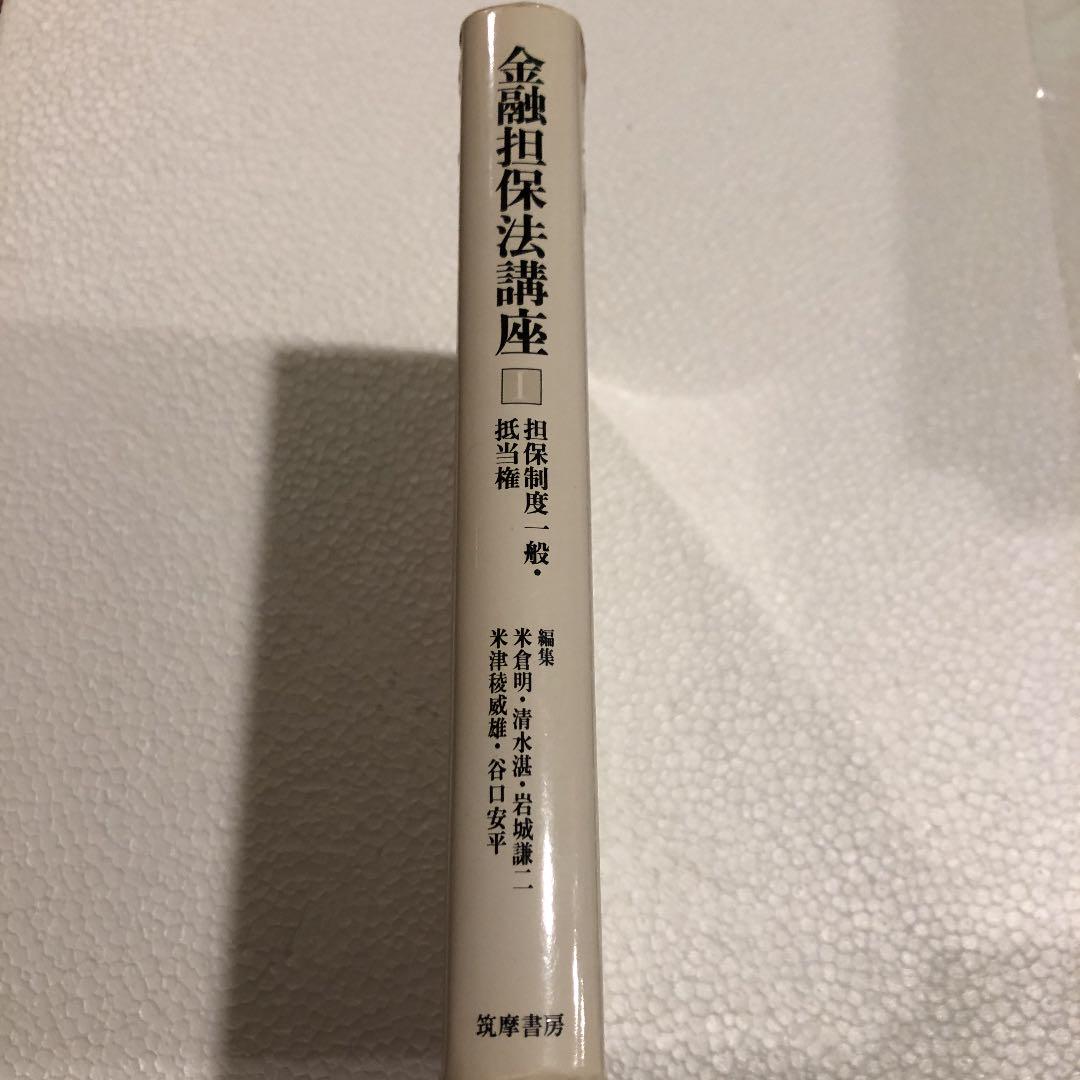 金融担保法講座
I
担保制度一般・
抵当権
編集
米倉明・清水湛・岩城謙二
米津稜威雄・谷口安平
筑摩書房